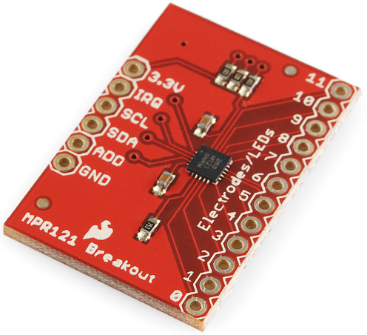 3.3V
IRQ
SCL
SDA
ADD
GND
11
10
9
8
7
6
5
4
3
2
1
0
Electrodes/LEDs
MPR121 Breakout